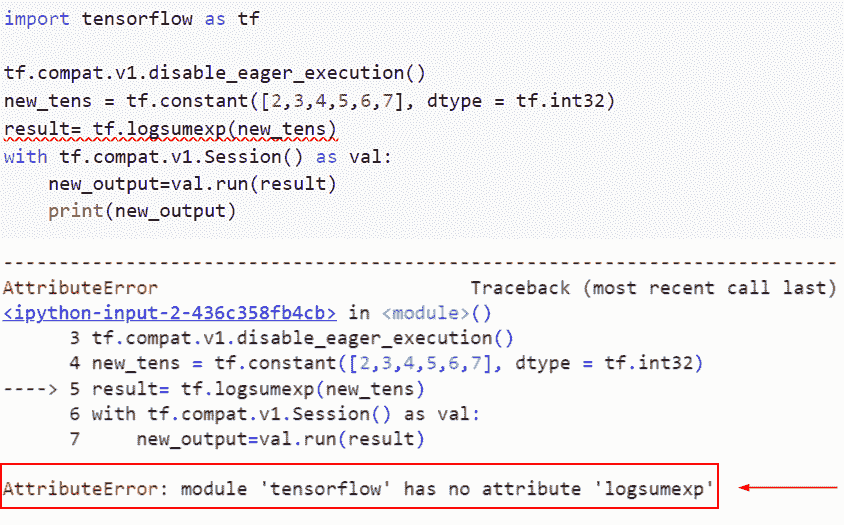 import tensorflow as tf
tf.compat.v1.disable_eager_execution()
new_tens = tf.constant([2,3,4,5,6,7], dtype = tf.int32)
result= tf.logsumexp(new_tens)
with tf.compat.v1.Session() as val:
    new_output=val.run(result)
    print(new_output)
---------------------------------------------------------------------------
AttributeError                            Traceback (most recent call last)
<ipython-input-2-436c358fb4cb> in <module>()
      3 tf.compat.v1.disable_eager_execution()
      4 new_tens = tf.constant([2,3,4,5,6,7], dtype = tf.int32)
----> 5 result= tf.logsumexp(new_tens)
      6 with tf.compat.v1.Session() as val:
      7     new_output=val.run(result)
AttributeError: module 'tensorflow' has no attribute 'logsumexp'